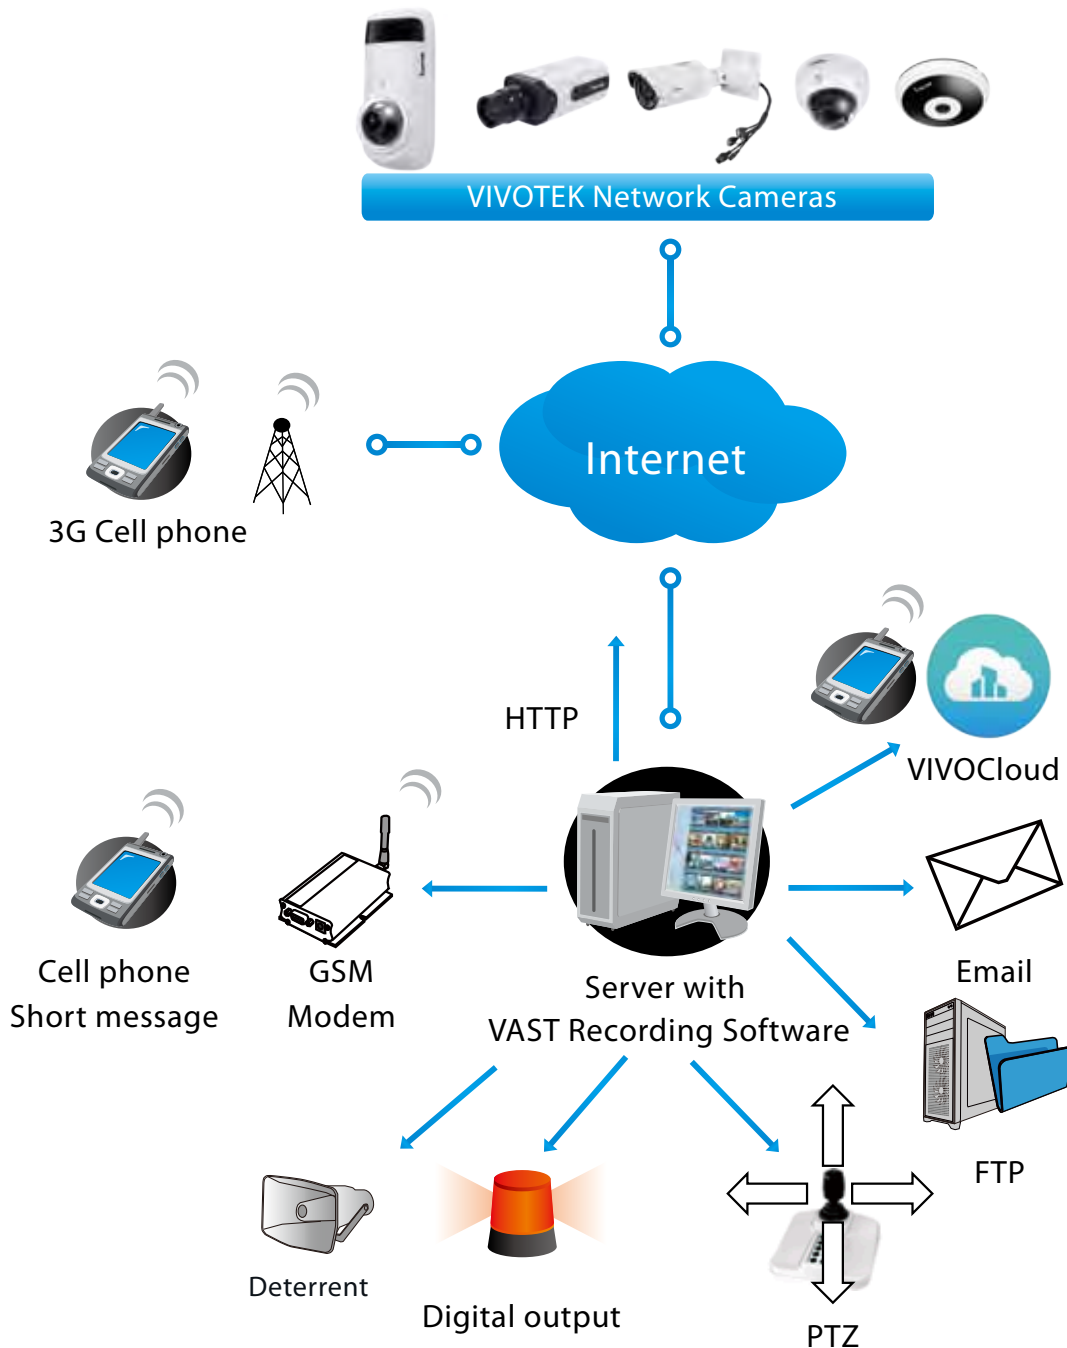 VIVOTEK Network Cameras
Internet
3G Cell phone
HTTP
VIVOCloud
Cell phone
Short message
GSM
Modem
Server with
VAST Recording Software
Email
FTP
Deterrent
Digital output
PTZ